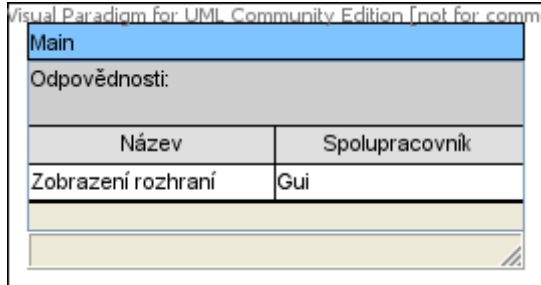 Visual Paradigm for UML Community Edition [not for comm
Main
Odpovědnosti:
Název Spolupracovník
Zobrazení rozhraní Gui